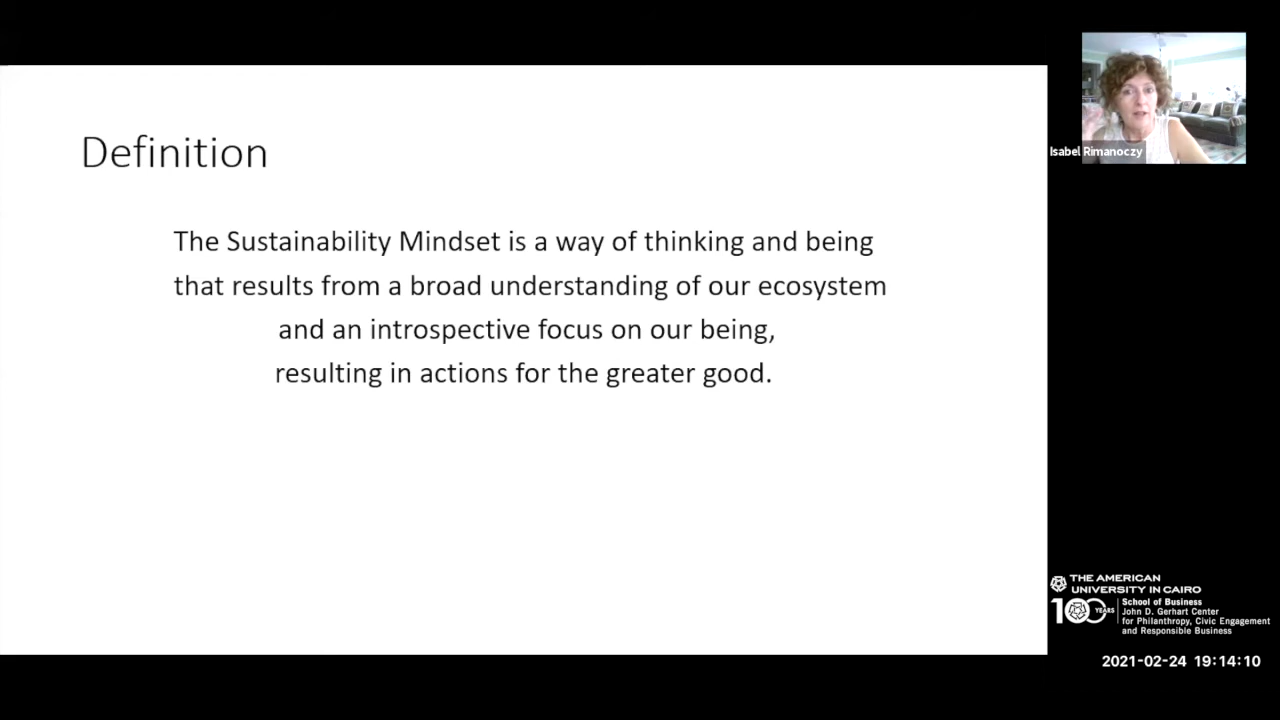 Definition
The Sustainability Mindset is a way of thinking and being
that results from a broad understanding of our ecosystem
and an introspective focus on our being,
resulting in actions for the greater good.
Isabel Rimanoczy
THE AMERICAN
UNIVERSITY IN CAIRO
100 YEARS
School of Business
John D. Gerhart Center
for Philanthropy, Civic Engagement
and Responsible Business
2021-02-24 19:14:10